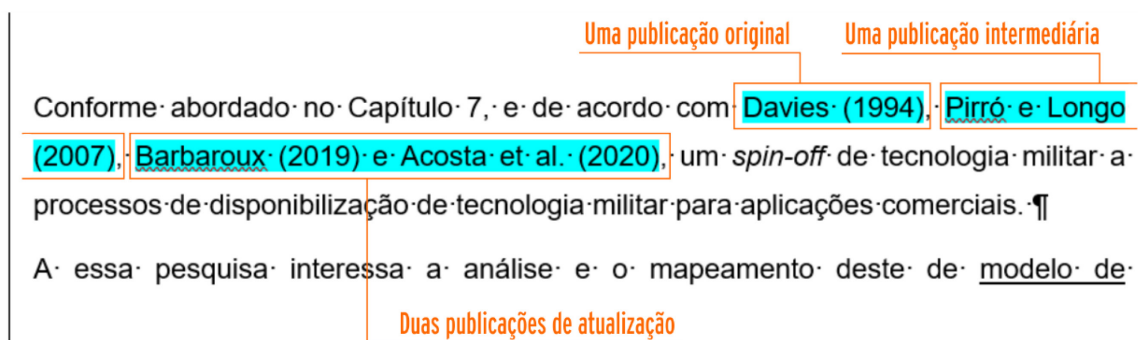 Uma publicação original
Uma publicação intermediária
Conforme abordado no Capítulo 7, e de acordo com Davies (1994), Pirró e Longo
(2007), Barbaroux (2019) e Acosta et al. (2020), um spin-off de tecnologia militar a
processos de disponibilização de tecnologia militar para aplicações comerciais. ¶
A essa pesquisa interessa a análise e o mapeamento deste de modelo de
Duas publicações de atualização